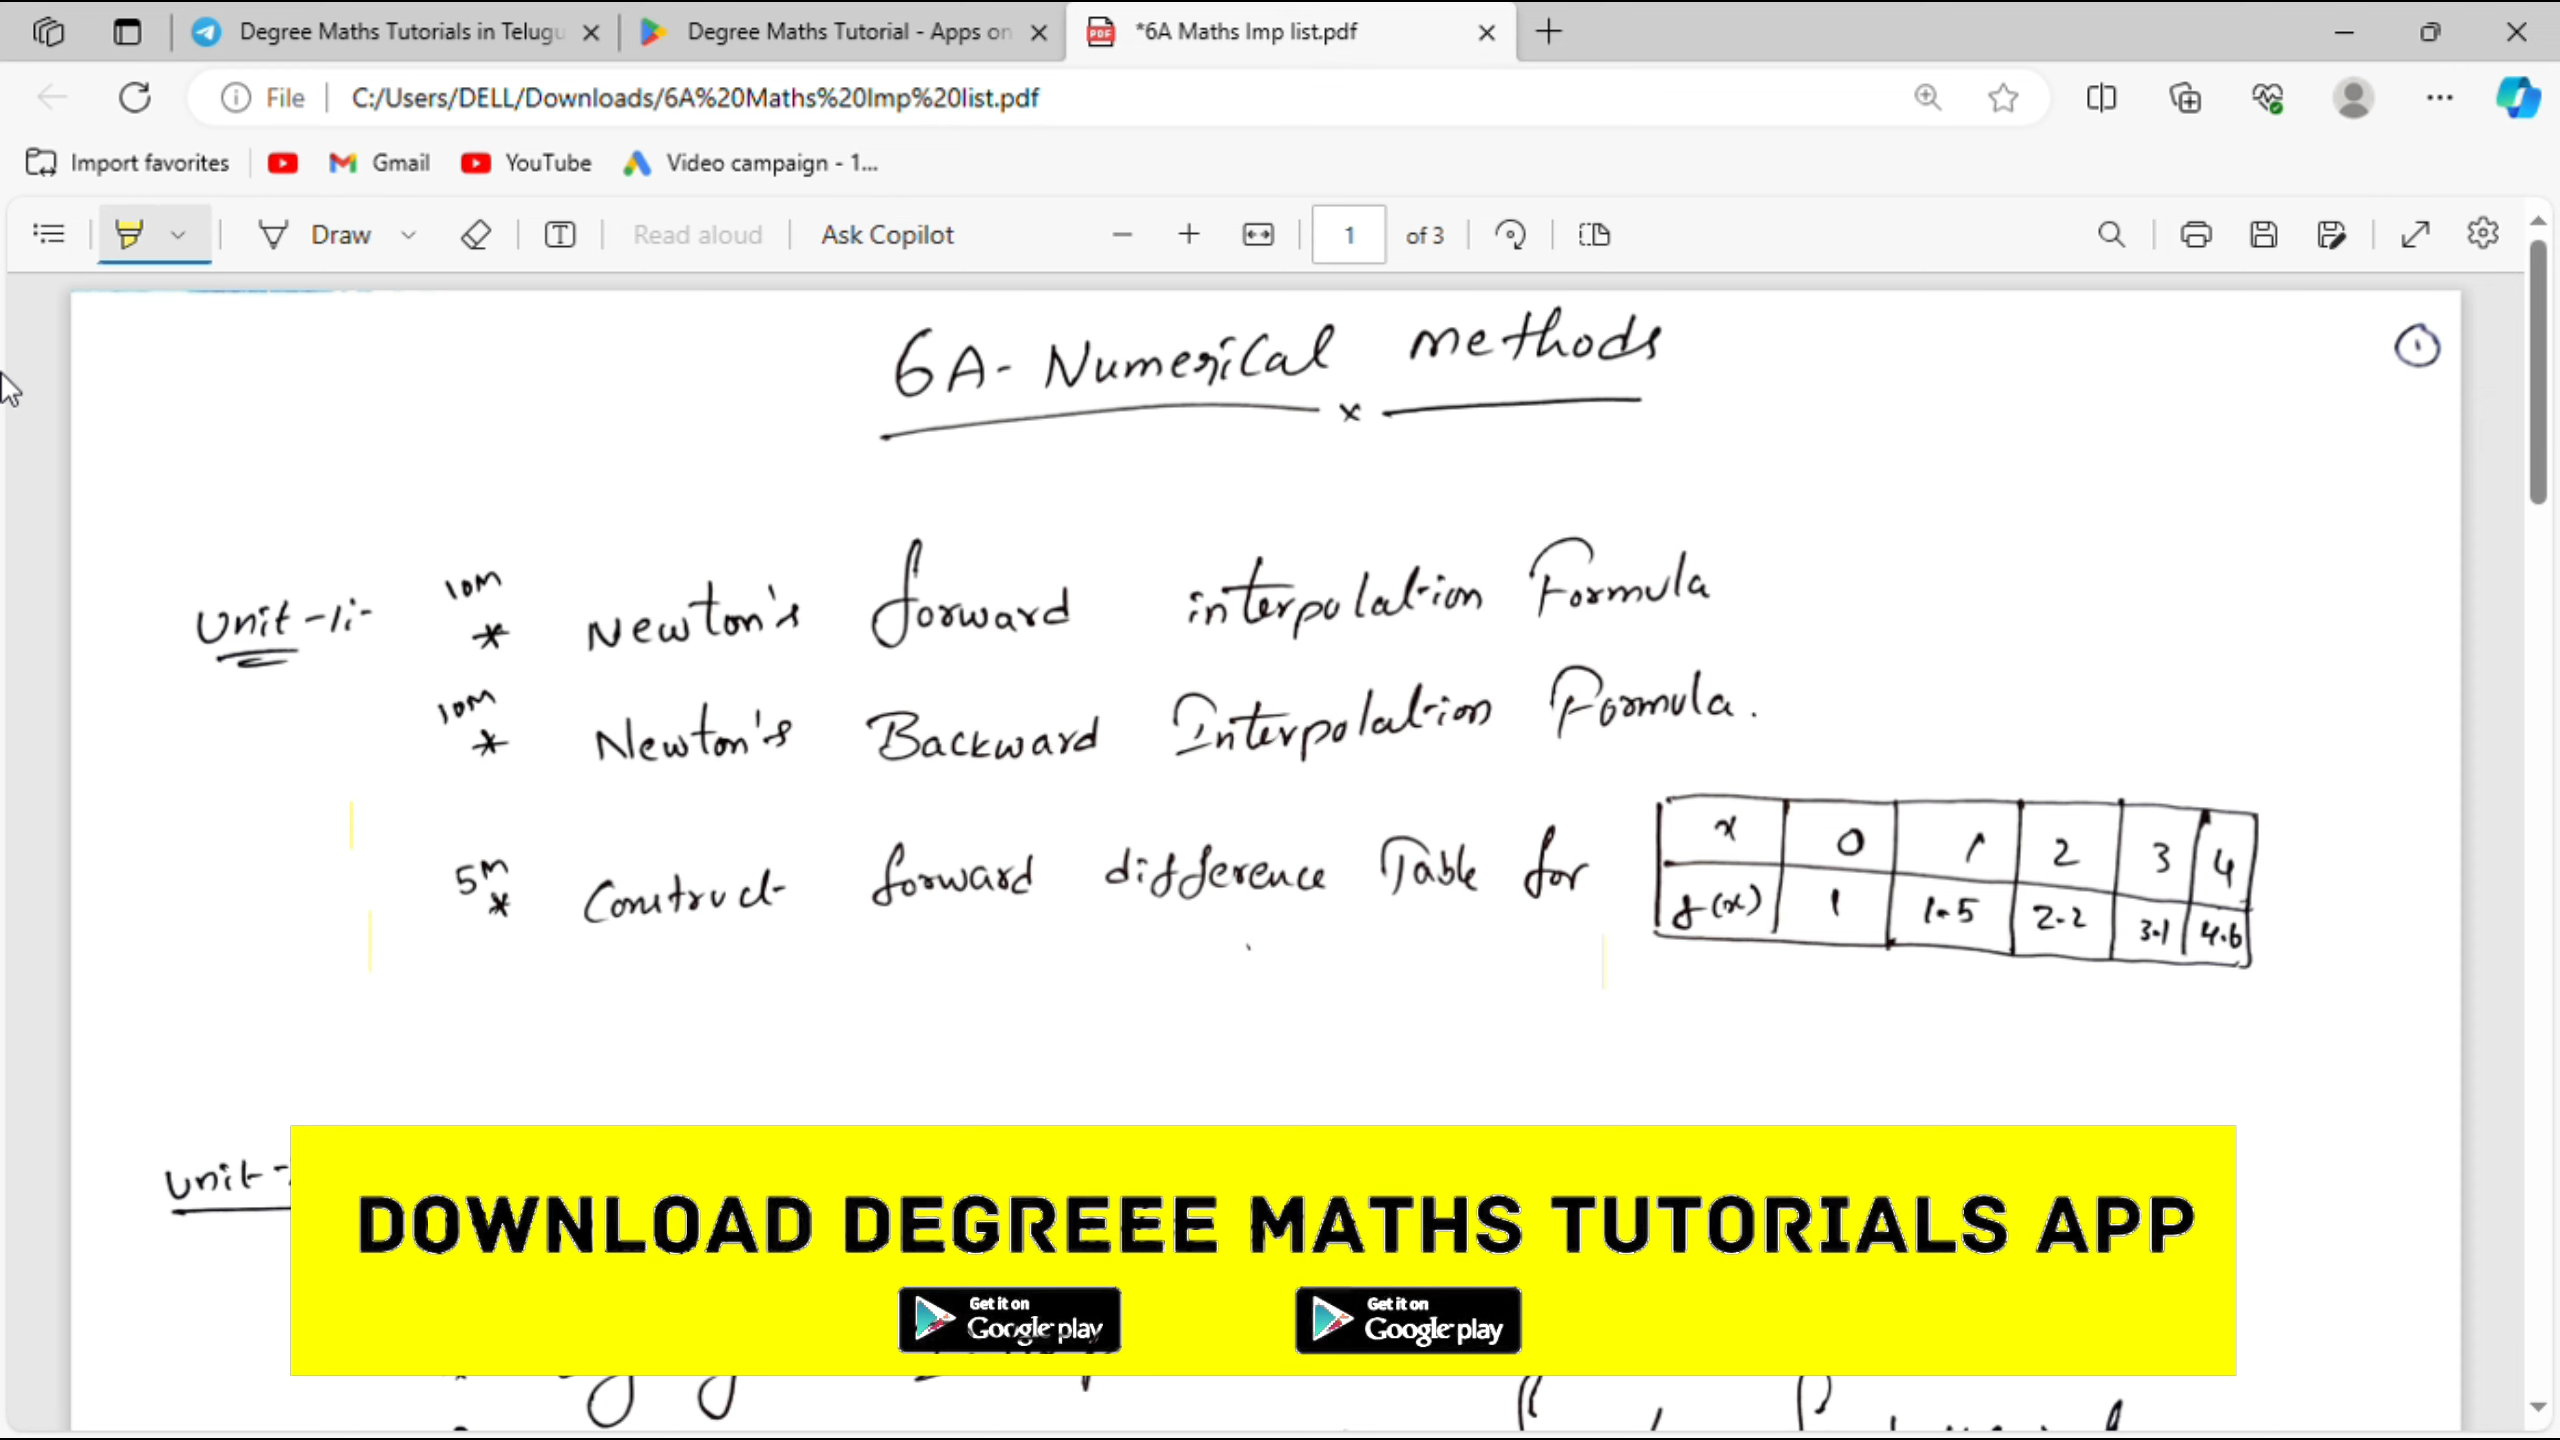 Degree Maths Tutorials in Telugu
Degree Maths Tutorial - Apps on
*6A Maths Imp list.pdf
File
C:/Users/DELL/Downloads/6A%20Maths%20Imp%20list.pdf
Import favorites
Gmail
YouTube
Video campaign - 1...
Draw
Read aloud
Ask Copilot
1 of 3
6A- Numerical methods
x
1
Unit-1:-
10M * Newton's forward interpolation Formula
10M * Newton's Backward Interpolation Formula.
5M * Construct forward difference Table for
x 0 1 2 3 4
f(x) 1 1.5 2.2 3.1 4.6
Unit-
DOWNLOAD DEGREEE MATHS TUTORIALS APP
Get it on Google play
Get it on Google play